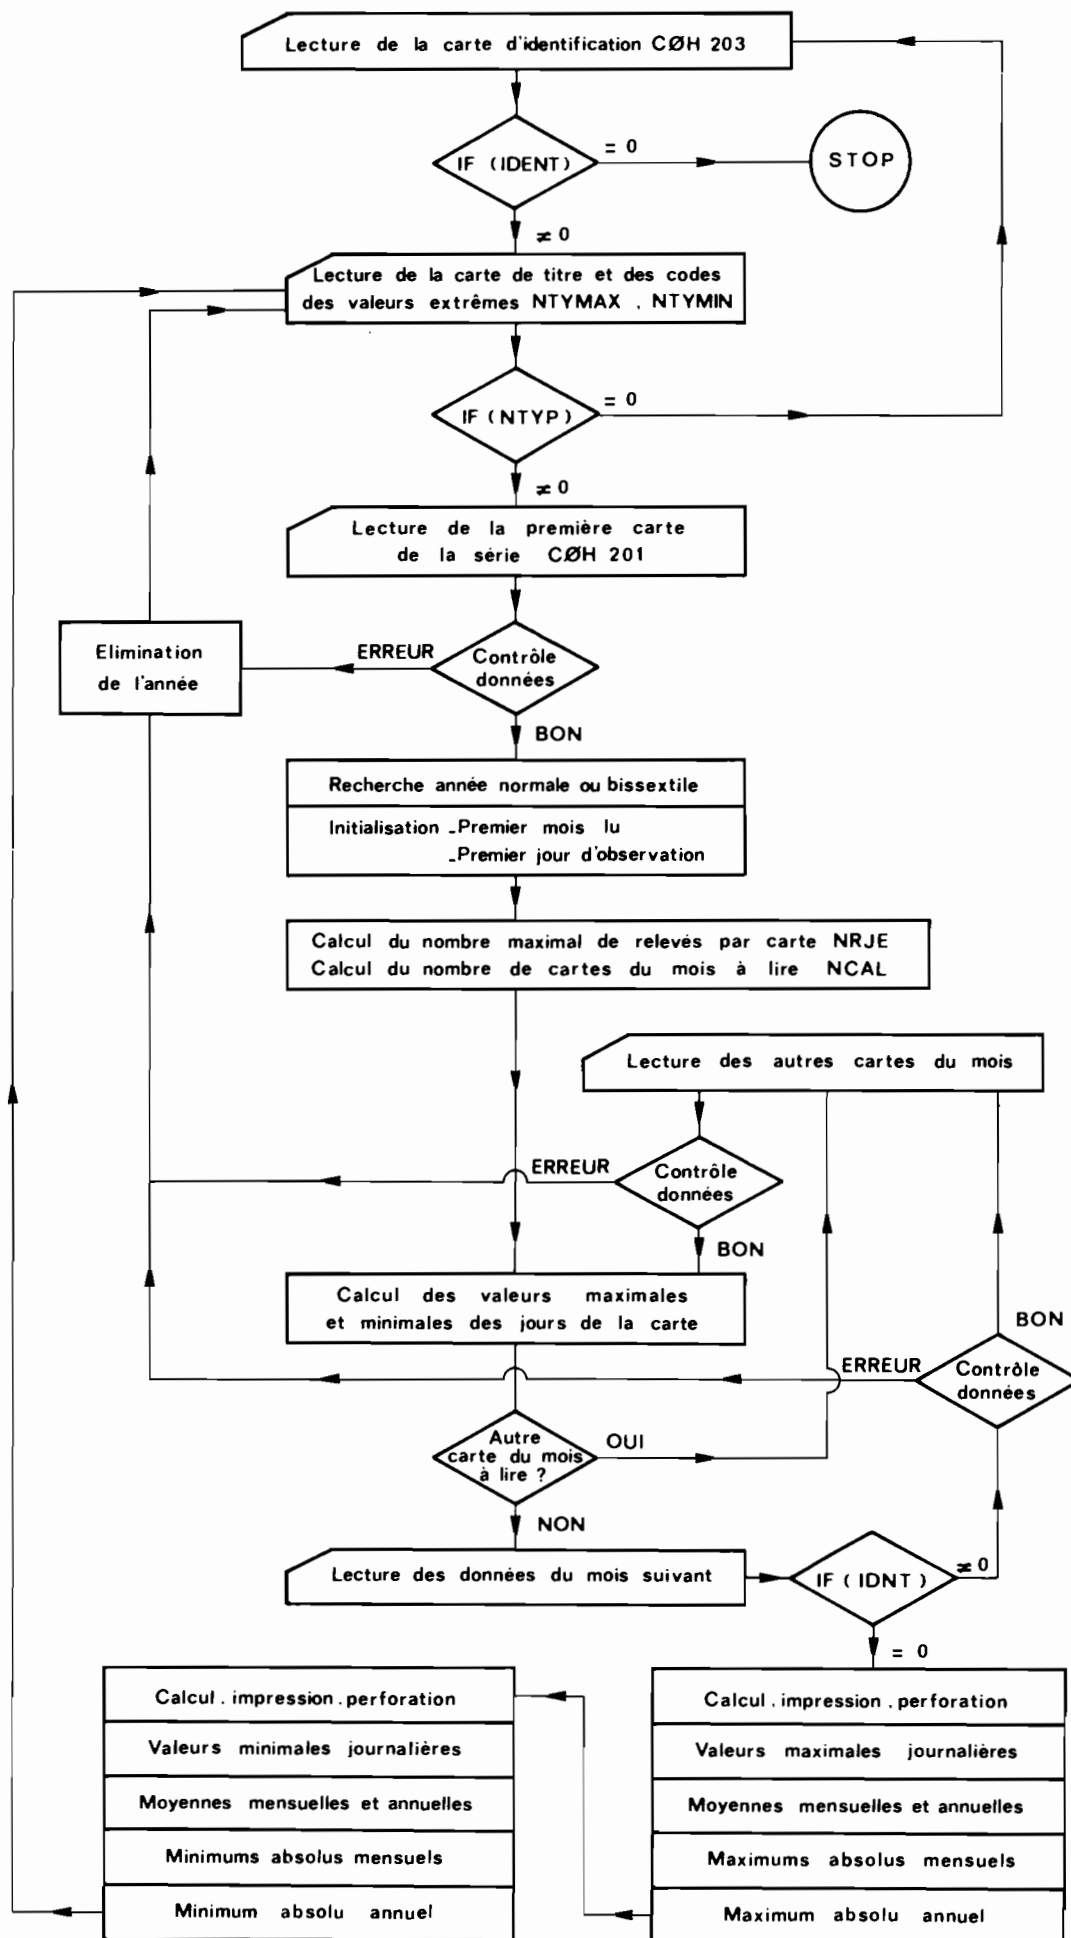 Lecture de la carte d'identification CØH 203
IF (IDENT)
= 0
STOP
≠ 0
Lecture de la carte de titre et des codes
des valeurs extrêmes NTYMAX . NTYMIN
IF (NTYP)
= 0
≠ 0
Lecture de la première carte
de la série CØH 201
Elimination
de l'année
ERREUR
Contrôle
données
BON
Recherche année normale ou bissextile
Initialisation _Premier mois lu
_Premier jour d'observation
Calcul du nombre maximal de relevés par carte NRJE
Calcul du nombre de cartes du mois à lire NCAL
Lecture des autres cartes du mois
ERREUR
Contrôle
données
BON
Calcul des valeurs maximales
et minimales des jours de la carte
BON
ERREUR
Contrôle
données
Autre
carte du mois
à lire ?
OUI
NON
Lecture des données du mois suivant
IF (IDNT)
≠ 0
= 0
Calcul . impression . perforation
Valeurs minimales journalières
Moyennes mensuelles et annuelles
Minimums absolus mensuels
Minimum absolu annuel
Calcul . impression . perforation
Valeurs maximales journalières
Moyennes mensuelles et annuelles
Maximums absolus mensuels
Maximum absolu annuel